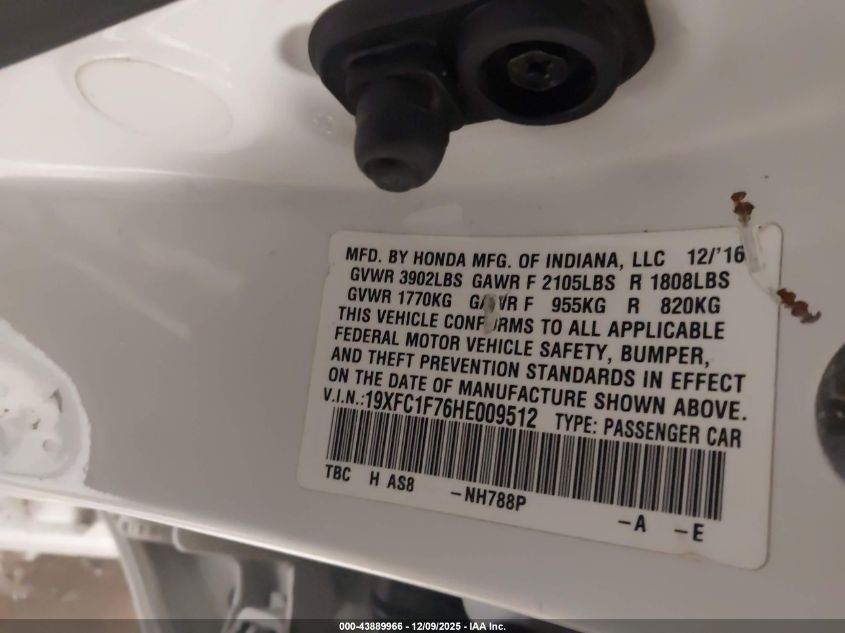 MFD. BY HONDA MFG. OF INDIANA, LLC 12/'16
GVWR 3902LBS GAWR F 2105LBS R 1808LBS
GVWR 1770KG GAWR F 955KG R 820KG
THIS VEHICLE CONFORMS TO ALL APPLICABLE
FEDERAL MOTOR VEHICLE SAFETY, BUMPER,
AND THEFT PREVENTION STANDARDS IN EFFECT
ON THE DATE OF MANUFACTURE SHOWN ABOVE.
V.I.N.:19XFC1F76HE009512 TYPE: PASSENGER CAR
TBC H AS8 -NH788P -A -E
000-43889966 - 12/09/2025 - IAA Inc.